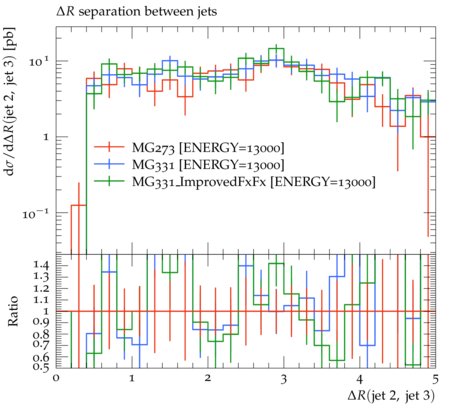 ΔR separation between jets
dσ/dΔR(jet 2, jet 3) [pb]
10¹
1
10⁻¹
MG273 [ENERGY=13000]
MG331 [ENERGY=13000]
MG331_ImprovedFxFx [ENERGY=13000]
Ratio
1.4
1.3
1.2
1.1
1
0.9
0.8
0.7
0.6
0.5
0 1 2 3 4 5
ΔR(jet 2, jet 3)